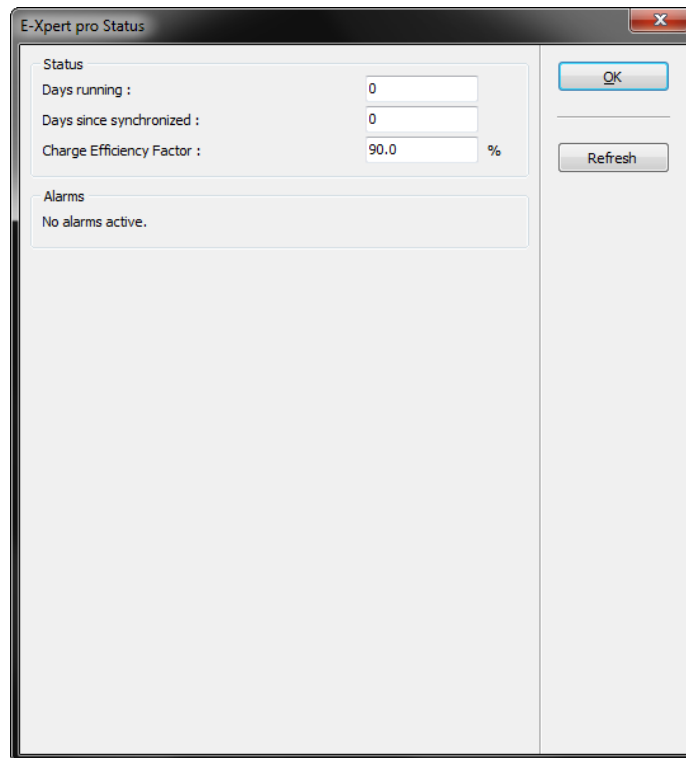 E-Xpert pro Status
Status
Days running : 0
Days since synchronized : 0
Charge Efficiency Factor : 90.0 %
Alarms
No alarms active.
OK
Refresh